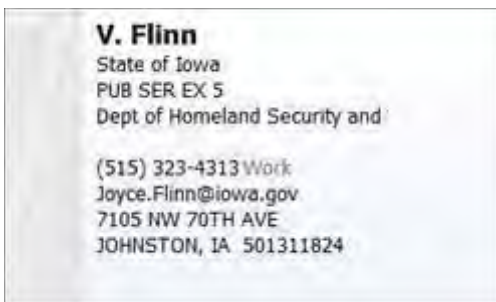 V. Flinn
State of Iowa
PUB SER EX 5
Dept of Homeland Security and
(515) 323-4313 Work
Joyce.Flinn@iowa.gov
7105 NW 70TH AVE
JOHNSTON, IA 501311824